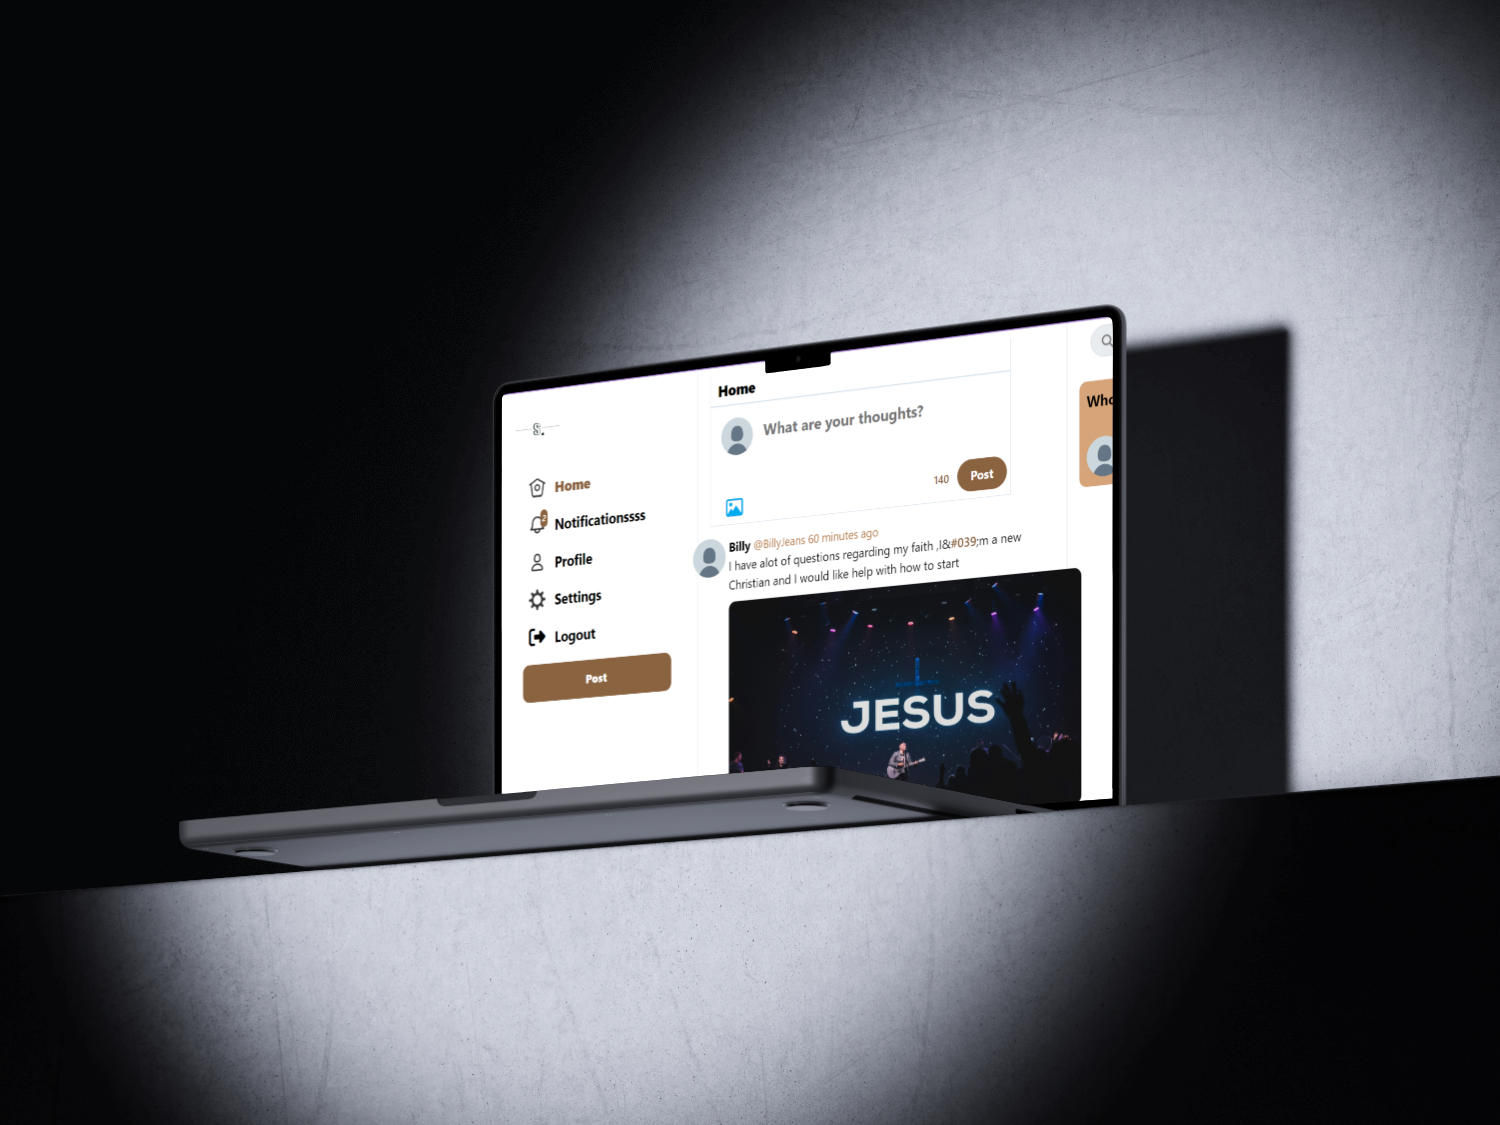 S.
Home
Notificationssss
Profile
Settings
Logout
Post
Home
What are your thoughts?
140
Post
Billy @BillyJeans 60 minutes ago
I have alot of questions regarding my faith ,I&#039;m a new
Christian and I would like help with how to start
JESUS
Who